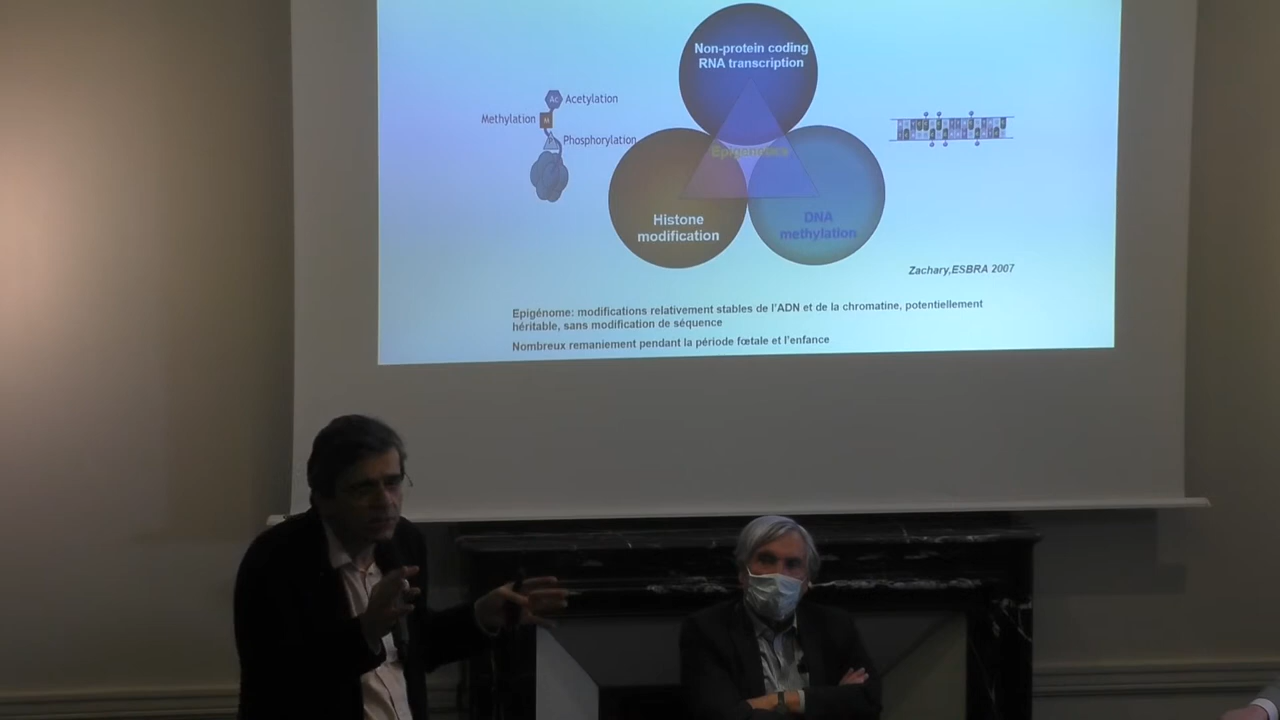 Non-protein coding
RNA transcription
Ac
Acetylation
Methylation
M
P
Phosphorylation
Epigenetics
Histone
modification
DNA
methylation
Zachary,ESBRA 2007
Epigénome: modifications relativement stables de l'ADN et de la chromatine, potentiellement
héritable, sans modification de séquence
Nombreux remaniement pendant la période fœtale et l'enfance